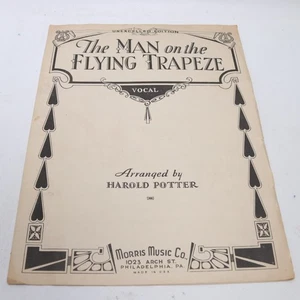 EDITION
The MAN on the
FLYING TRAPEZE
VOCAL
Arranged by
HAROLD POTTER
MORRIS MUSIC Co.
1023 ARCH ST.
PHILADELPHIA, PA.
MADE IN U.S.A.